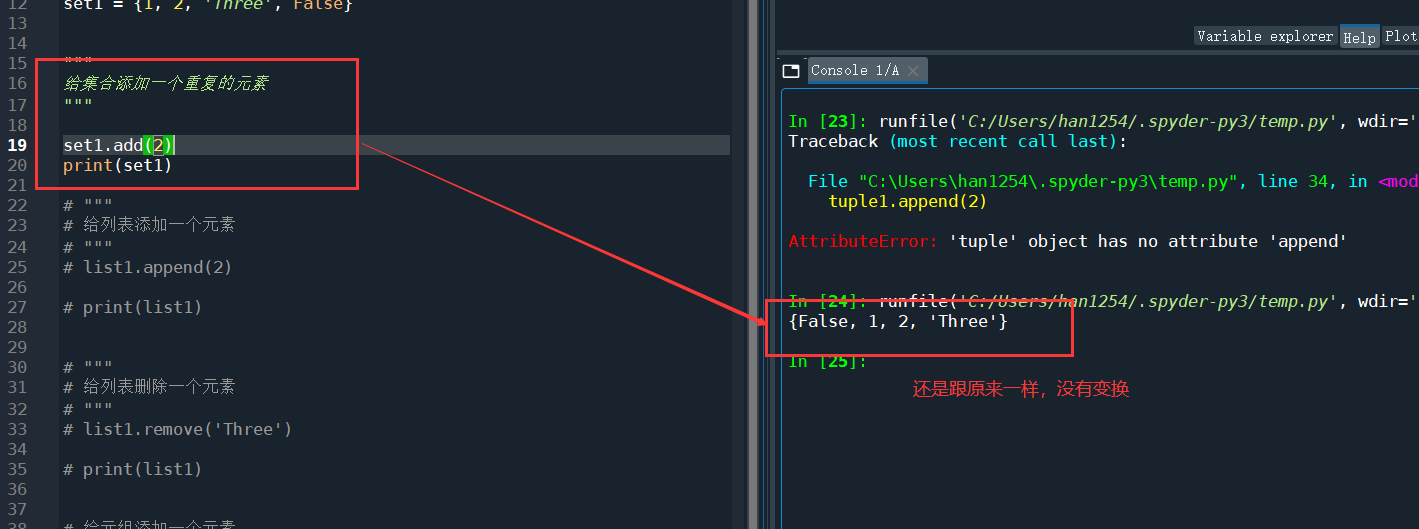 12 set1 = {1, 2, 'Three', False}
13
14
15 """
16 给集合添加一个重复的元素
17 """
18
19 set1.add(2)
20 print(set1)
21
22 # """
23 # 给列表添加一个元素
24 # """
25 # list1.append(2)
26
27 # print(list1)
28
29
30 # """
31 # 给列表删除一个元素
32 # """
33 # list1.remove('Three')
34
35 # print(list1)
36
37
38 # 给元组添加一个元素
Variable explorer Help Plot
Console 1/A
In [23]: runfile('C:/Users/han1254/.spyder-py3/temp.py', wdir='
Traceback (most recent call last):
File "C:\Users\han1254\.spyder-py3\temp.py", line 34, in <mod
tuple1.append(2)
AttributeError: 'tuple' object has no attribute 'append'
In [24]: runfile('C:/Users/han1254/.spyder-py3/temp.py', wdir='
{False, 1, 2, 'Three'}
In [25]:
还是跟原来一样，没有变换